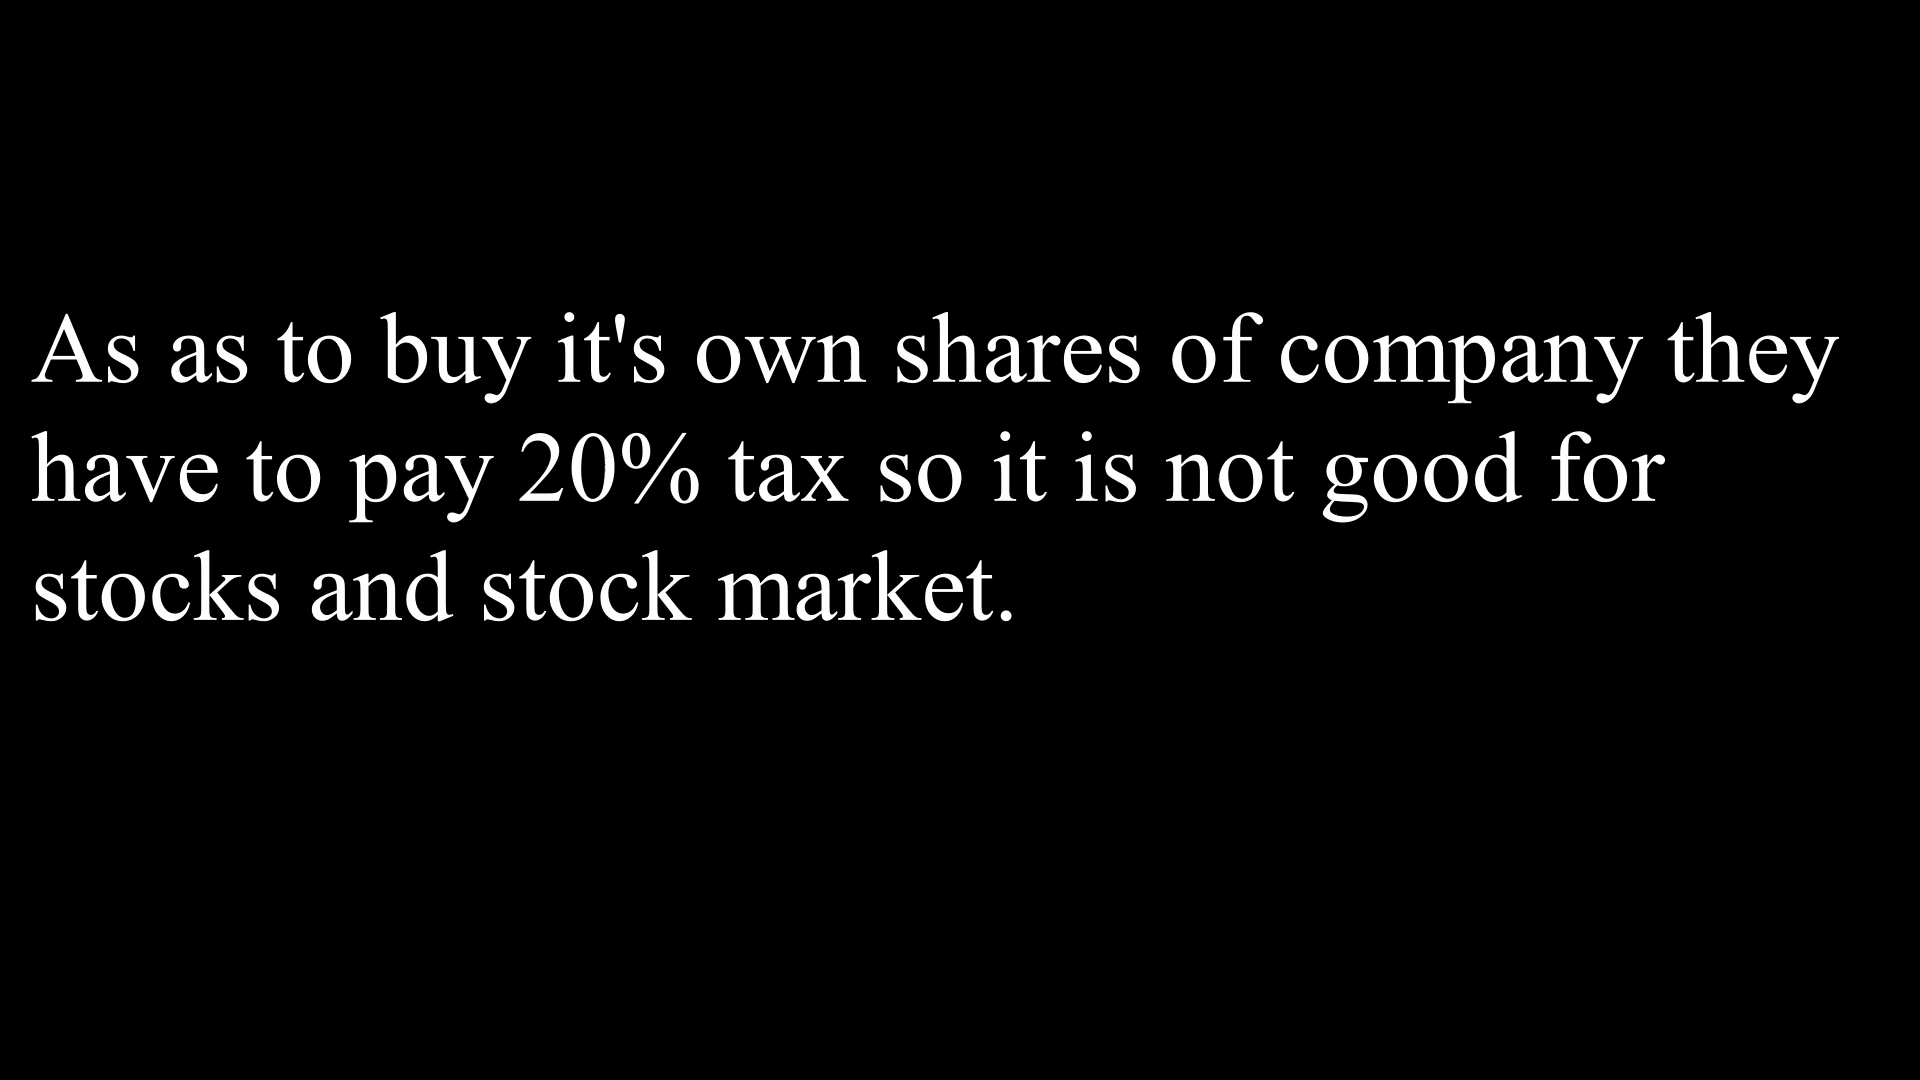 As as to buy it's own shares of company they
have to pay 20% tax so it is not good for
stocks and stock market.